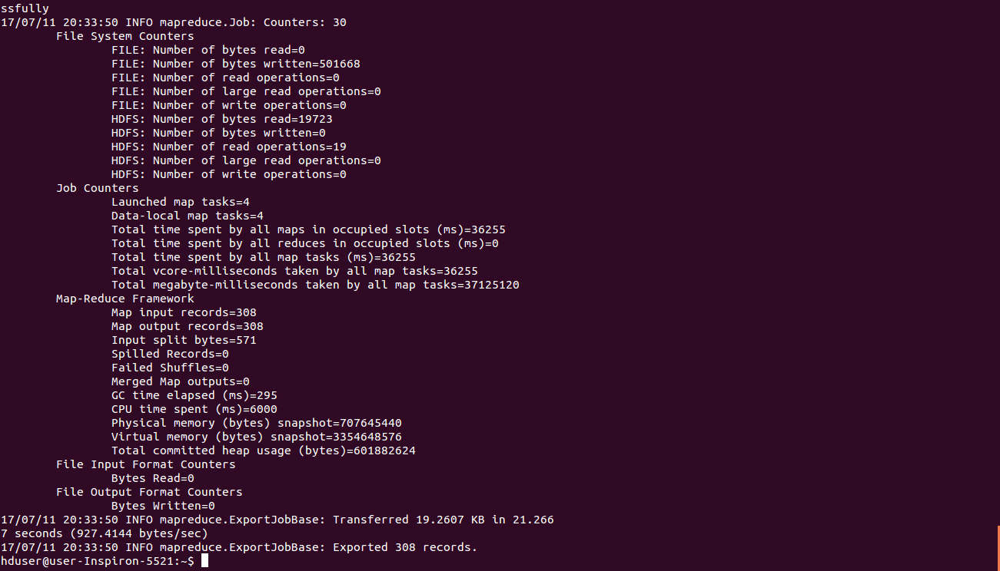 ssfully
17/07/11 20:33:50 INFO mapreduce.Job: Counters: 30
File System Counters
FILE: Number of bytes read=0
FILE: Number of bytes written=501668
FILE: Number of read operations=0
FILE: Number of large read operations=0
FILE: Number of write operations=0
HDFS: Number of bytes read=19723
HDFS: Number of bytes written=0
HDFS: Number of read operations=19
HDFS: Number of large read operations=0
HDFS: Number of write operations=0
Job Counters
Launched map tasks=4
Data-local map tasks=4
Total time spent by all maps in occupied slots (ms)=36255
Total time spent by all reduces in occupied slots (ms)=0
Total time spent by all map tasks (ms)=36255
Total vcore-milliseconds taken by all map tasks=36255
Total megabyte-milliseconds taken by all map tasks=37125120
Map-Reduce Framework
Map input records=308
Map output records=308
Input split bytes=571
Spilled Records=0
Failed Shuffles=0
Merged Map outputs=0
GC time elapsed (ms)=295
CPU time spent (ms)=6000
Physical memory (bytes) snapshot=707645440
Virtual memory (bytes) snapshot=3354648576
Total committed heap usage (bytes)=601882624
File Input Format Counters
Bytes Read=0
File Output Format Counters
Bytes Written=0
17/07/11 20:33:50 INFO mapreduce.ExportJobBase: Transferred 19.2607 KB in 21.266
7 seconds (927.4144 bytes/sec)
17/07/11 20:33:50 INFO mapreduce.ExportJobBase: Exported 308 records.
hduser@user-Inspiron-5521:~$